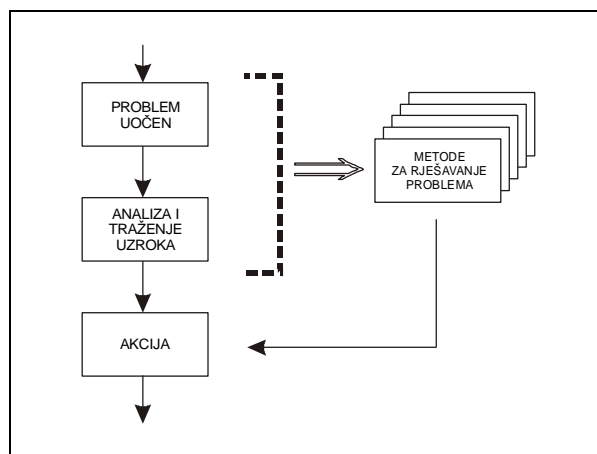 PROBLEM
UOČEN
METODE
ZA RJEŠAVANJE
PROBLEMA
ANALIZA I
TRAŽENJE
UZROKA
AKCIJA